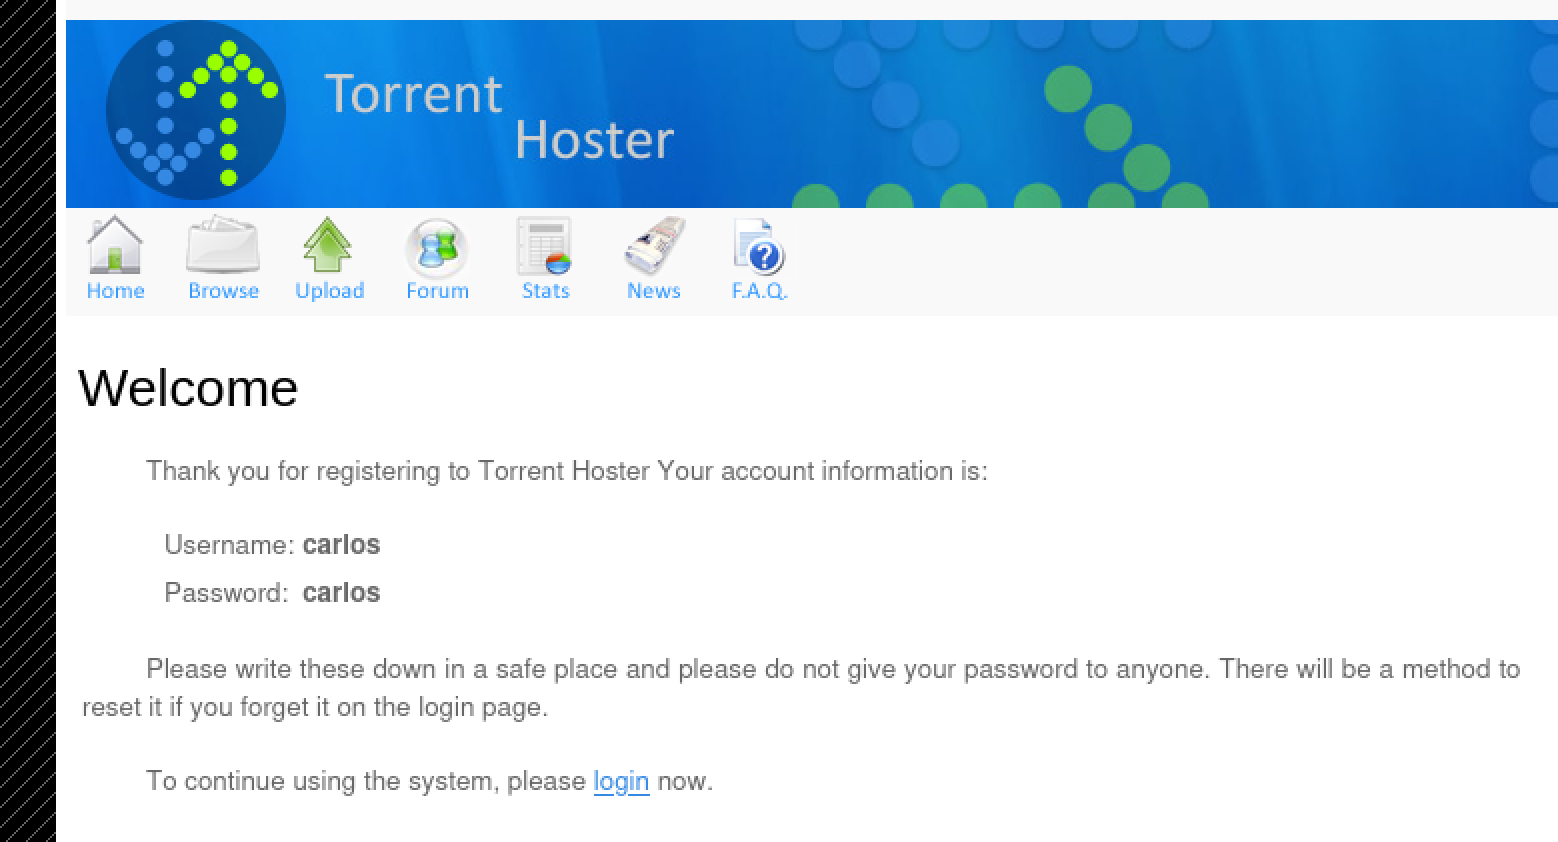 Torrent
Hoster
Home Browse Upload Forum Stats News F.A.Q.
Welcome
Thank you for registering to Torrent Hoster Your account information is:
Username: carlos
Password: carlos
Please write these down in a safe place and please do not give your password to anyone. There will be a method to
reset it if you forget it on the login page.
To continue using the system, please login now.